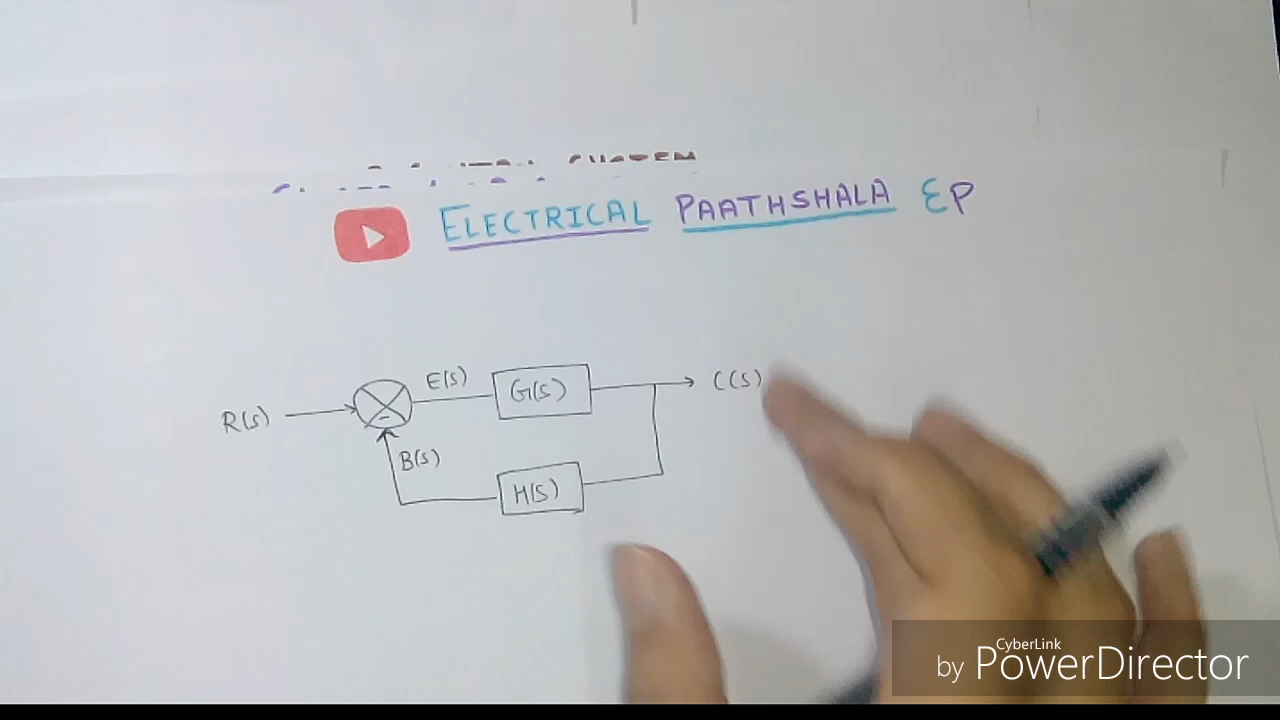 ELECTRICAL PAATHSHALA EP
E(s)
G(s)
C(s)
R(s)
-
B(s)
H(s)
CyberLink
by PowerDirector